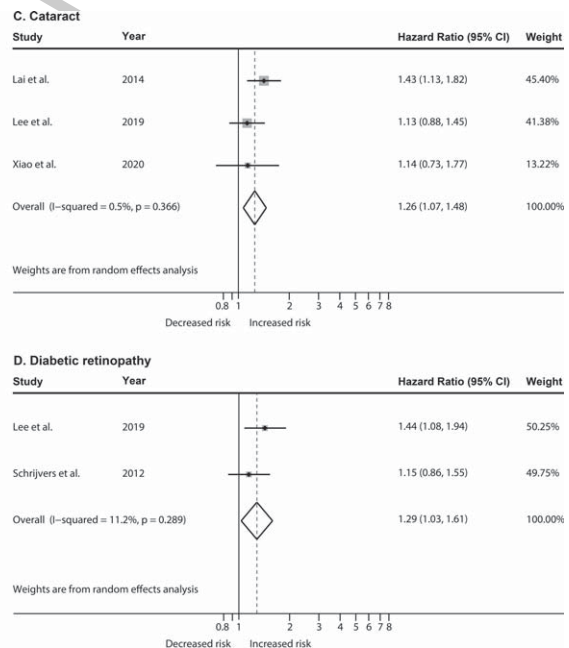 C. Cataract
Study Year Hazard Ratio (95% CI) Weight
Lai et al. 2014 1.43 (1.13, 1.82) 45.40%
Lee et al. 2019 1.13 (0.88, 1.45) 41.38%
Xiao et al. 2020 1.14 (0.73, 1.77) 13.22%
Overall (I−squared = 0.5%, p = 0.366) 1.26 (1.07, 1.48) 100.00%
Weights are from random effects analysis
0.8 1 2 3 4 5 6 7 8
Decreased risk Increased risk
D. Diabetic retinopathy
Study Year Hazard Ratio (95% CI) Weight
Lee et al. 2019 1.44 (1.08, 1.94) 50.25%
Schrijvers et al. 2012 1.15 (0.86, 1.55) 49.75%
Overall (I−squared = 11.2%, p = 0.289) 1.29 (1.03, 1.61) 100.00%
Weights are from random effects analysis
0.8 1 2 3 4 5 6 7 8
Decreased risk Increased risk